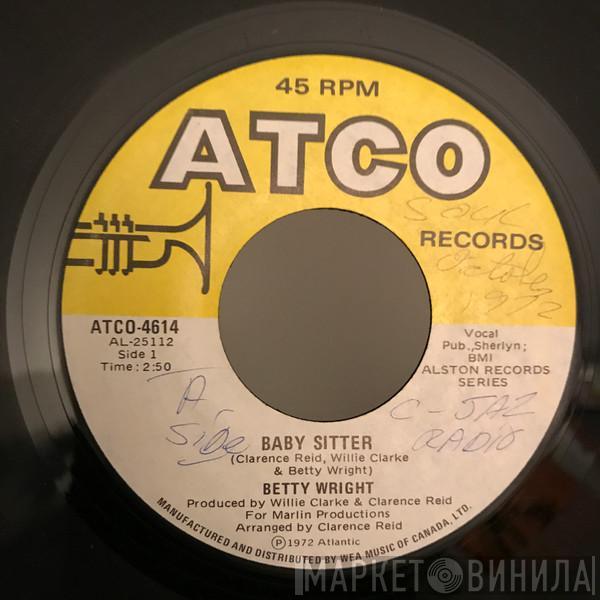 45 RPM
ATCO
Soul
RECORDS
October
1972
ATCO-4614
AL-25112
Side 1
Time: 2:50
Vocal
Pub.,Sherlyn;
BMI
ALSTON RECORDS
SERIES
A,
Side
C-JAZ
RADIO
BABY SITTER
(Clarence Reid, Willie Clarke
& Betty Wright)
BETTY WRIGHT
Produced by Willie Clarke & Clarence Reid
For Marlin Productions
Arranged by Clarence Reid
℗ 1972 Atlantic
MANUFACTURED AND DISTRIBUTED BY WEA MUSIC OF CANADA, LTD.
МАРКЕТ ВИНИЛА